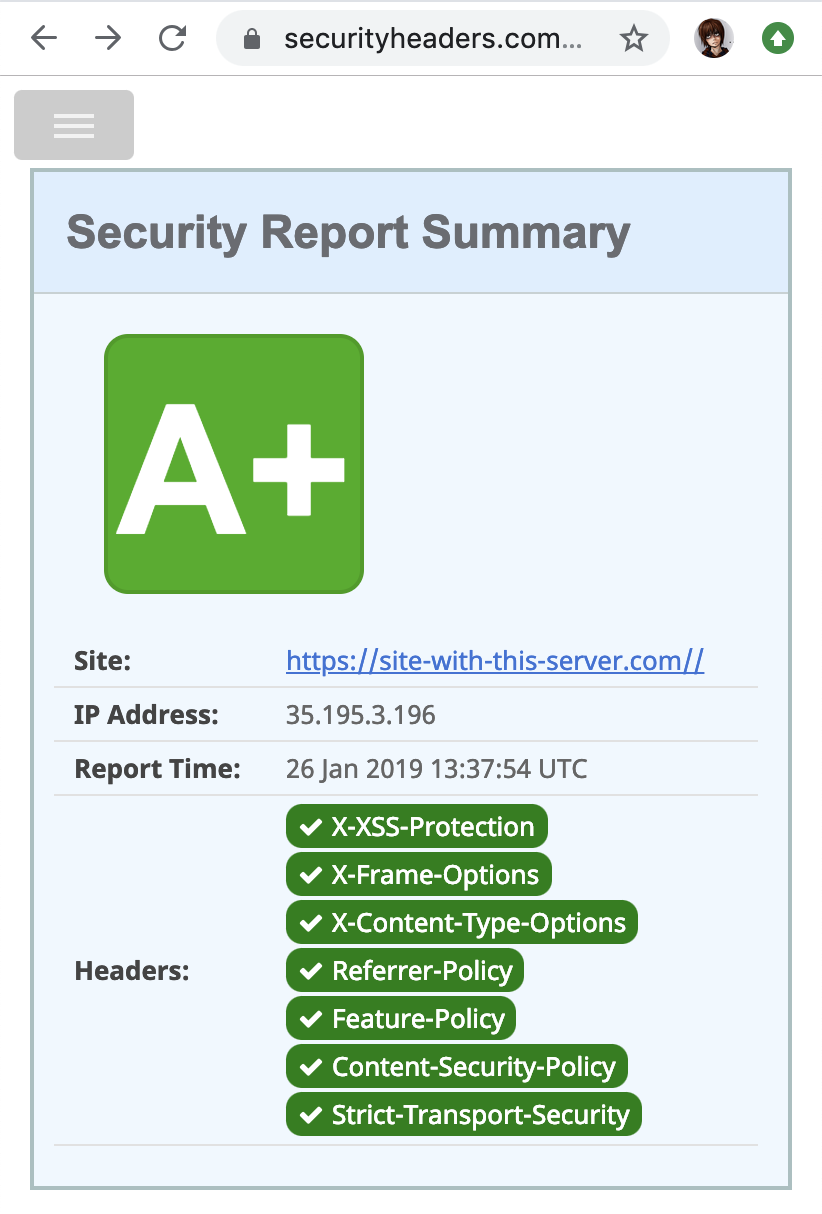 securityheaders.com...
Security Report Summary
A+
Site: https://site-with-this-server.com//
IP Address: 35.195.3.196
Report Time: 26 Jan 2019 13:37:54 UTC
Headers:
X-XSS-Protection
X-Frame-Options
X-Content-Type-Options
Referrer-Policy
Feature-Policy
Content-Security-Policy
Strict-Transport-Security